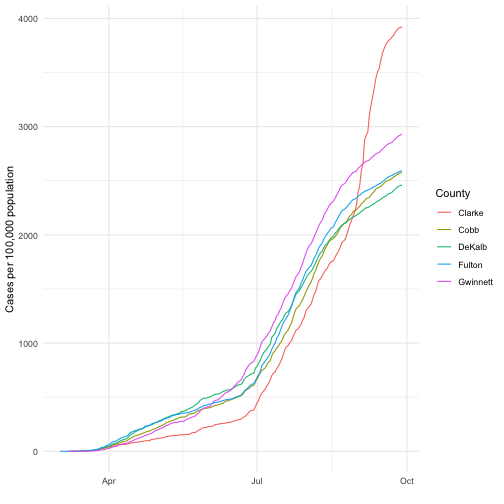 4000
3000
2000
1000
0
Cases per 100,000 population
Apr
Jul
Oct
County
Clarke
Cobb
DeKalb
Fulton
Gwinnett